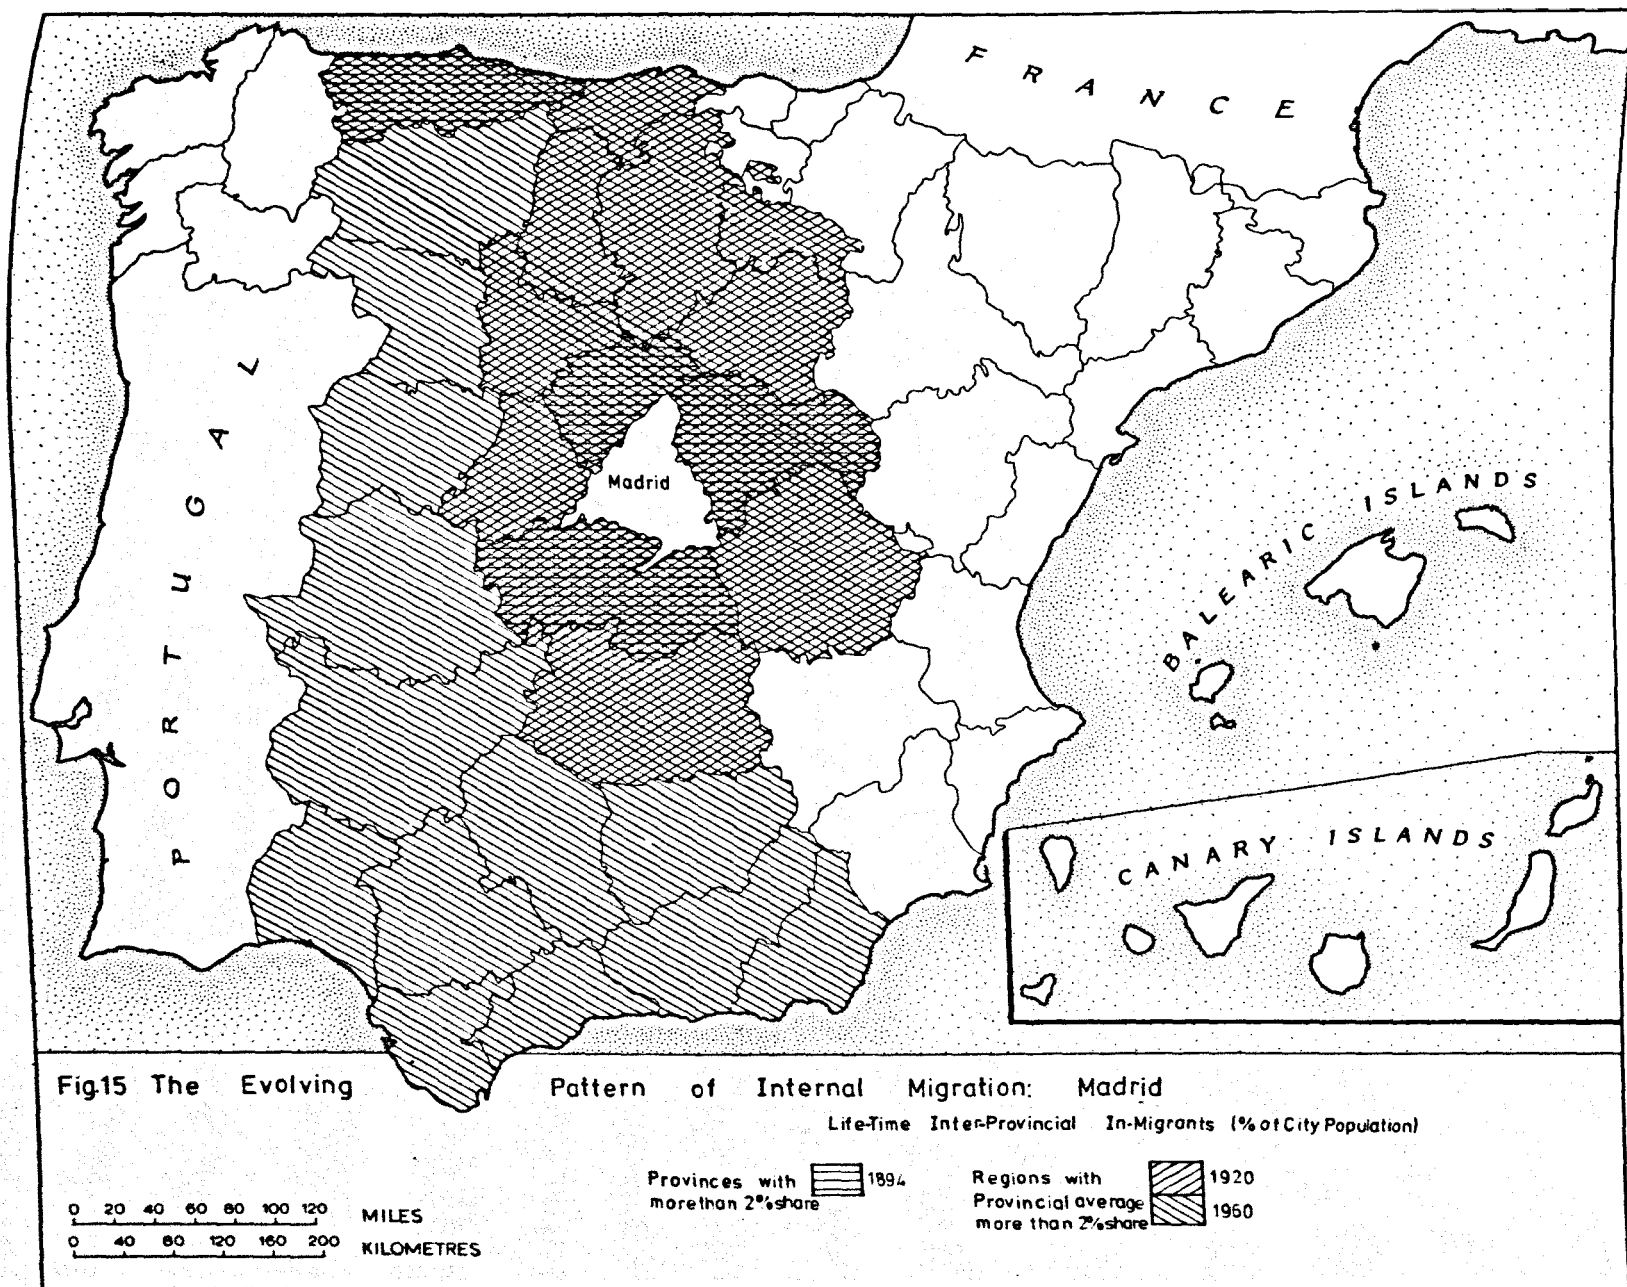 FRANCE
PORTUGAL
Madrid
BALEARIC ISLANDS
CANARY ISLANDS
Fig.15 The Evolving Pattern of Internal Migration: Madrid
Life-Time Inter-Provincial In-Migrants (% of City Population)
Provinces with
more than 2% share
1894
Regions with
Provincial average
more than 2% share
1920
1960
0 20 40 60 80 100 120 MILES
0 40 80 120 160 200 KILOMETRES